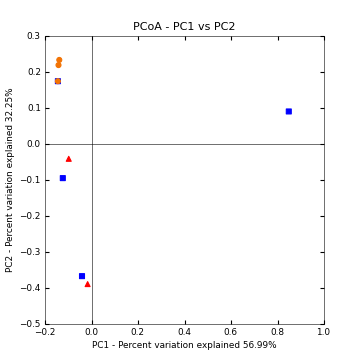 PCoA - PC1 vs PC2
PC2 - Percent variation explained 32.25%
0.3
0.2
0.1
0.0
−0.1
−0.2
−0.3
−0.4
−0.5
−0.2 0.0 0.2 0.4 0.6 0.8 1.0
PC1 - Percent variation explained 56.99%